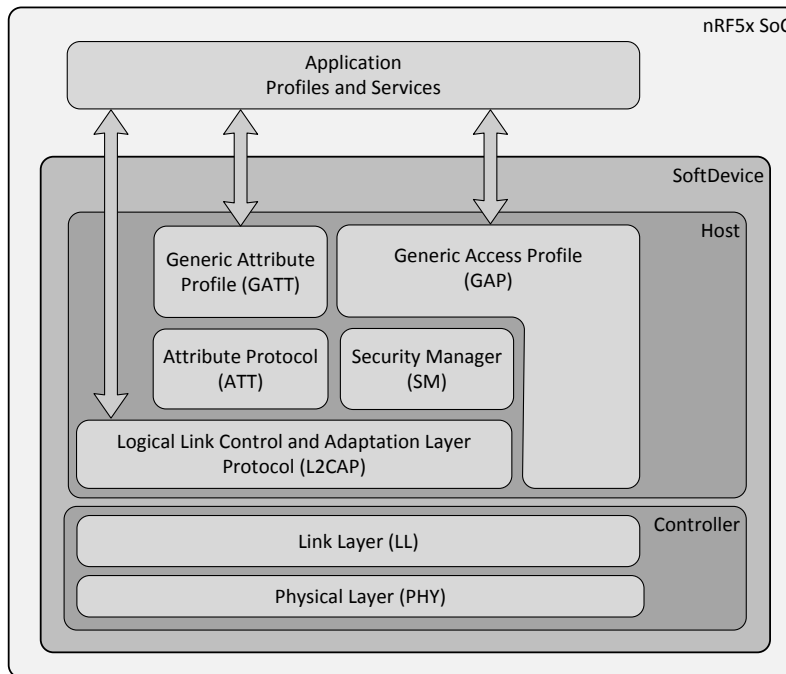 nRF5x SoC
Application
Profiles and Services
SoftDevice
Host
Generic Attribute
Profile (GATT)
Generic Access Profile
(GAP)
Attribute Protocol
(ATT)
Security Manager
(SM)
Logical Link Control and Adaptation Layer
Protocol (L2CAP)
Controller
Link Layer (LL)
Physical Layer (PHY)